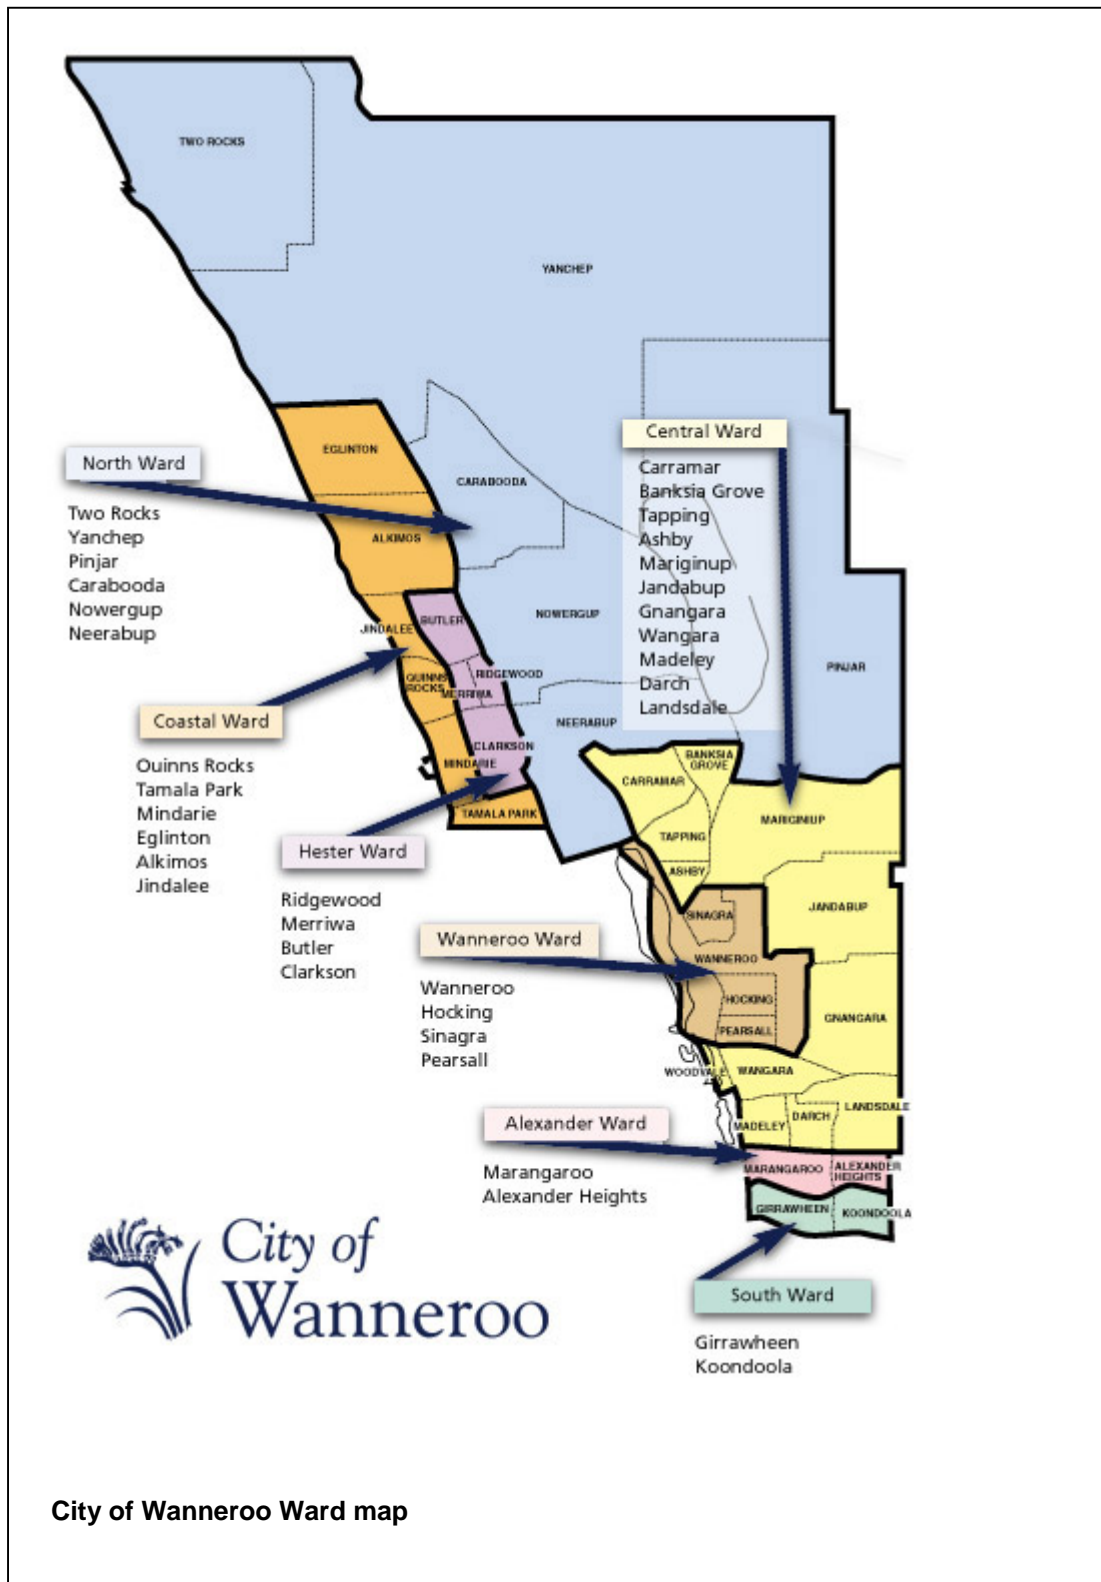 TWO ROCKS
YANCHEP
EGLINTON
CARABOODA
ALKIMOS
NOWERGUP
JINDALEE
BUTLER
PINJAR
RIDGEWOOD
QUINNS
ROCKS
MERRIWA
NEERABUP
CLARKSON
MINDARIE
TAMALA PARK
BANKSIA
GROVE
CARRAMAR
MARIGINIUP
TAPPING
ASHBY
JANDABUP
SINAGRA
WANNEROO
HOCKING
GNANGARA
PEARSALL
WOODVALE
WANGARA
LANDSDALE
DARCH
MADELEY
MARANGAROO
ALEXANDER
HEIGHTS
GIRRAWHEEN
KOONDOOLA
North Ward
Two Rocks
Yanchep
Pinjar
Carabooda
Nowergup
Neerabup
Central Ward
Carramar
Banksia Grove
Tapping
Ashby
Mariginup
Jandabup
Gnangara
Wangara
Madeley
Darch
Landsdale
Coastal Ward
Quinns Rocks
Tamala Park
Mindarie
Eglinton
Alkimos
Jindalee
Hester Ward
Ridgewood
Merriwa
Butler
Clarkson
Wanneroo Ward
Wanneroo
Hocking
Sinagra
Pearsall
Alexander Ward
Marangaroo
Alexander Heights
South Ward
Girrawheen
Koondoola
City of
Wanneroo
City of Wanneroo Ward map